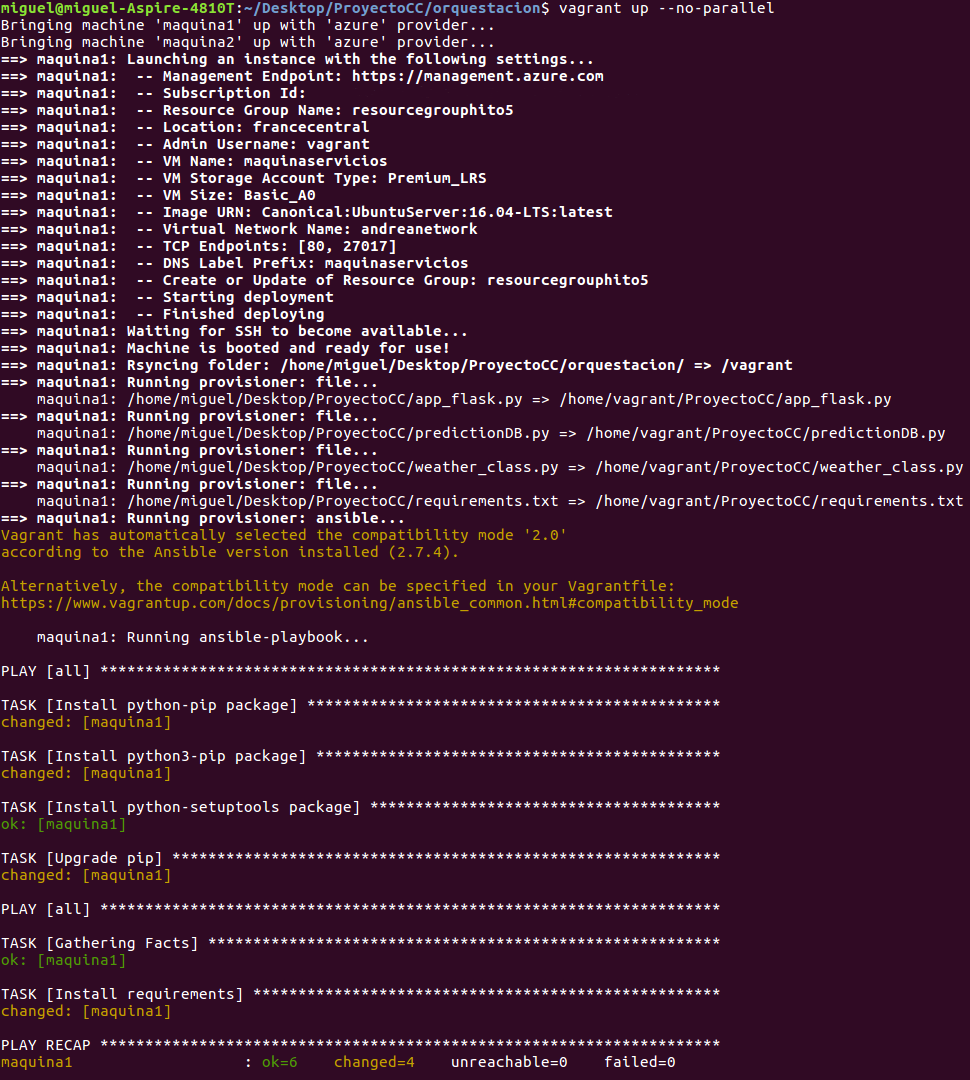 miguel@miguel-Aspire-4810T:~/Desktop/ProyectoCC/orquestacion$ vagrant up --no-parallel
Bringing machine 'maquina1' up with 'azure' provider...
Bringing machine 'maquina2' up with 'azure' provider...
==> maquina1: Launching an instance with the following settings...
==> maquina1:  -- Management Endpoint: https://management.azure.com
==> maquina1:  -- Subscription Id:
==> maquina1:  -- Resource Group Name: resourcegrouphito5
==> maquina1:  -- Location: francecentral
==> maquina1:  -- Admin Username: vagrant
==> maquina1:  -- VM Name: maquinaservicios
==> maquina1:  -- VM Storage Account Type: Premium_LRS
==> maquina1:  -- VM Size: Basic_A0
==> maquina1:  -- Image URN: Canonical:UbuntuServer:16.04-LTS:latest
==> maquina1:  -- Virtual Network Name: andreanetwork
==> maquina1:  -- TCP Endpoints: [80, 27017]
==> maquina1:  -- DNS Label Prefix: maquinaservicios
==> maquina1:  -- Create or Update of Resource Group: resourcegrouphito5
==> maquina1:  -- Starting deployment
==> maquina1:  -- Finished deploying
==> maquina1: Waiting for SSH to become available...
==> maquina1: Machine is booted and ready for use!
==> maquina1: Rsyncing folder: /home/miguel/Desktop/ProyectoCC/orquestacion/ => /vagrant
==> maquina1: Running provisioner: file...
    maquina1: /home/miguel/Desktop/ProyectoCC/app_flask.py => /home/vagrant/ProyectoCC/app_flask.py
==> maquina1: Running provisioner: file...
    maquina1: /home/miguel/Desktop/ProyectoCC/predictionDB.py => /home/vagrant/ProyectoCC/predictionDB.py
==> maquina1: Running provisioner: file...
    maquina1: /home/miguel/Desktop/ProyectoCC/weather_class.py => /home/vagrant/ProyectoCC/weather_class.py
==> maquina1: Running provisioner: file...
    maquina1: /home/miguel/Desktop/ProyectoCC/requirements.txt => /home/vagrant/ProyectoCC/requirements.txt
==> maquina1: Running provisioner: ansible...
Vagrant has automatically selected the compatibility mode '2.0'
according to the Ansible version installed (2.7.4).

Alternatively, the compatibility mode can be specified in your Vagrantfile:
https://www.vagrantup.com/docs/provisioning/ansible_common.html#compatibility_mode

    maquina1: Running ansible-playbook...

PLAY [all] *********************************************************************

TASK [Install python-pip package] **********************************************
changed: [maquina1]

TASK [Install python3-pip package] *********************************************
changed: [maquina1]

TASK [Install python-setuptools package] ***************************************
ok: [maquina1]

TASK [Upgrade pip] *************************************************************
changed: [maquina1]

PLAY [all] *********************************************************************

TASK [Gathering Facts] *********************************************************
ok: [maquina1]

TASK [Install requirements] ****************************************************
changed: [maquina1]

PLAY RECAP *********************************************************************
maquina1                   : ok=6    changed=4    unreachable=0    failed=0